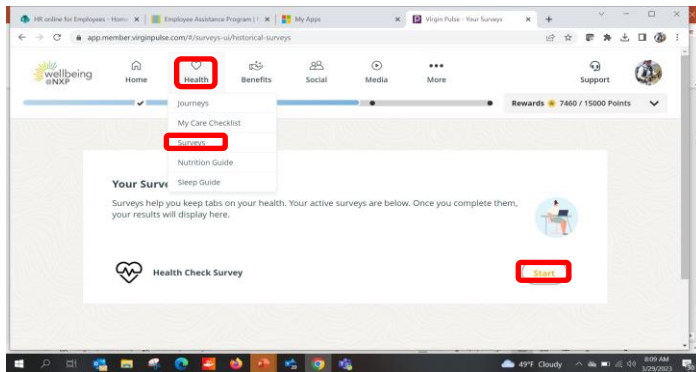 HR online for Employees - Home
Employee Assistance Program |
My Apps
Virgin Pulse - Your Surveys
app.member.virginpulse.com/#/surveys-ui/historical-surveys
wellbeing
@NXP
Home
Health
Benefits
Social
Media
More
Support
Rewards 7460 / 15000 Points
Journeys
My Care Checklist
Surveys
Nutrition Guide
Sleep Guide
Your Surve
Surveys help you keep tabs on your health. Your active surveys are below. Once you complete them,
your results will display here.
Health Check Survey
Start
49°F Cloudy
8:09 AM
3/29/2023